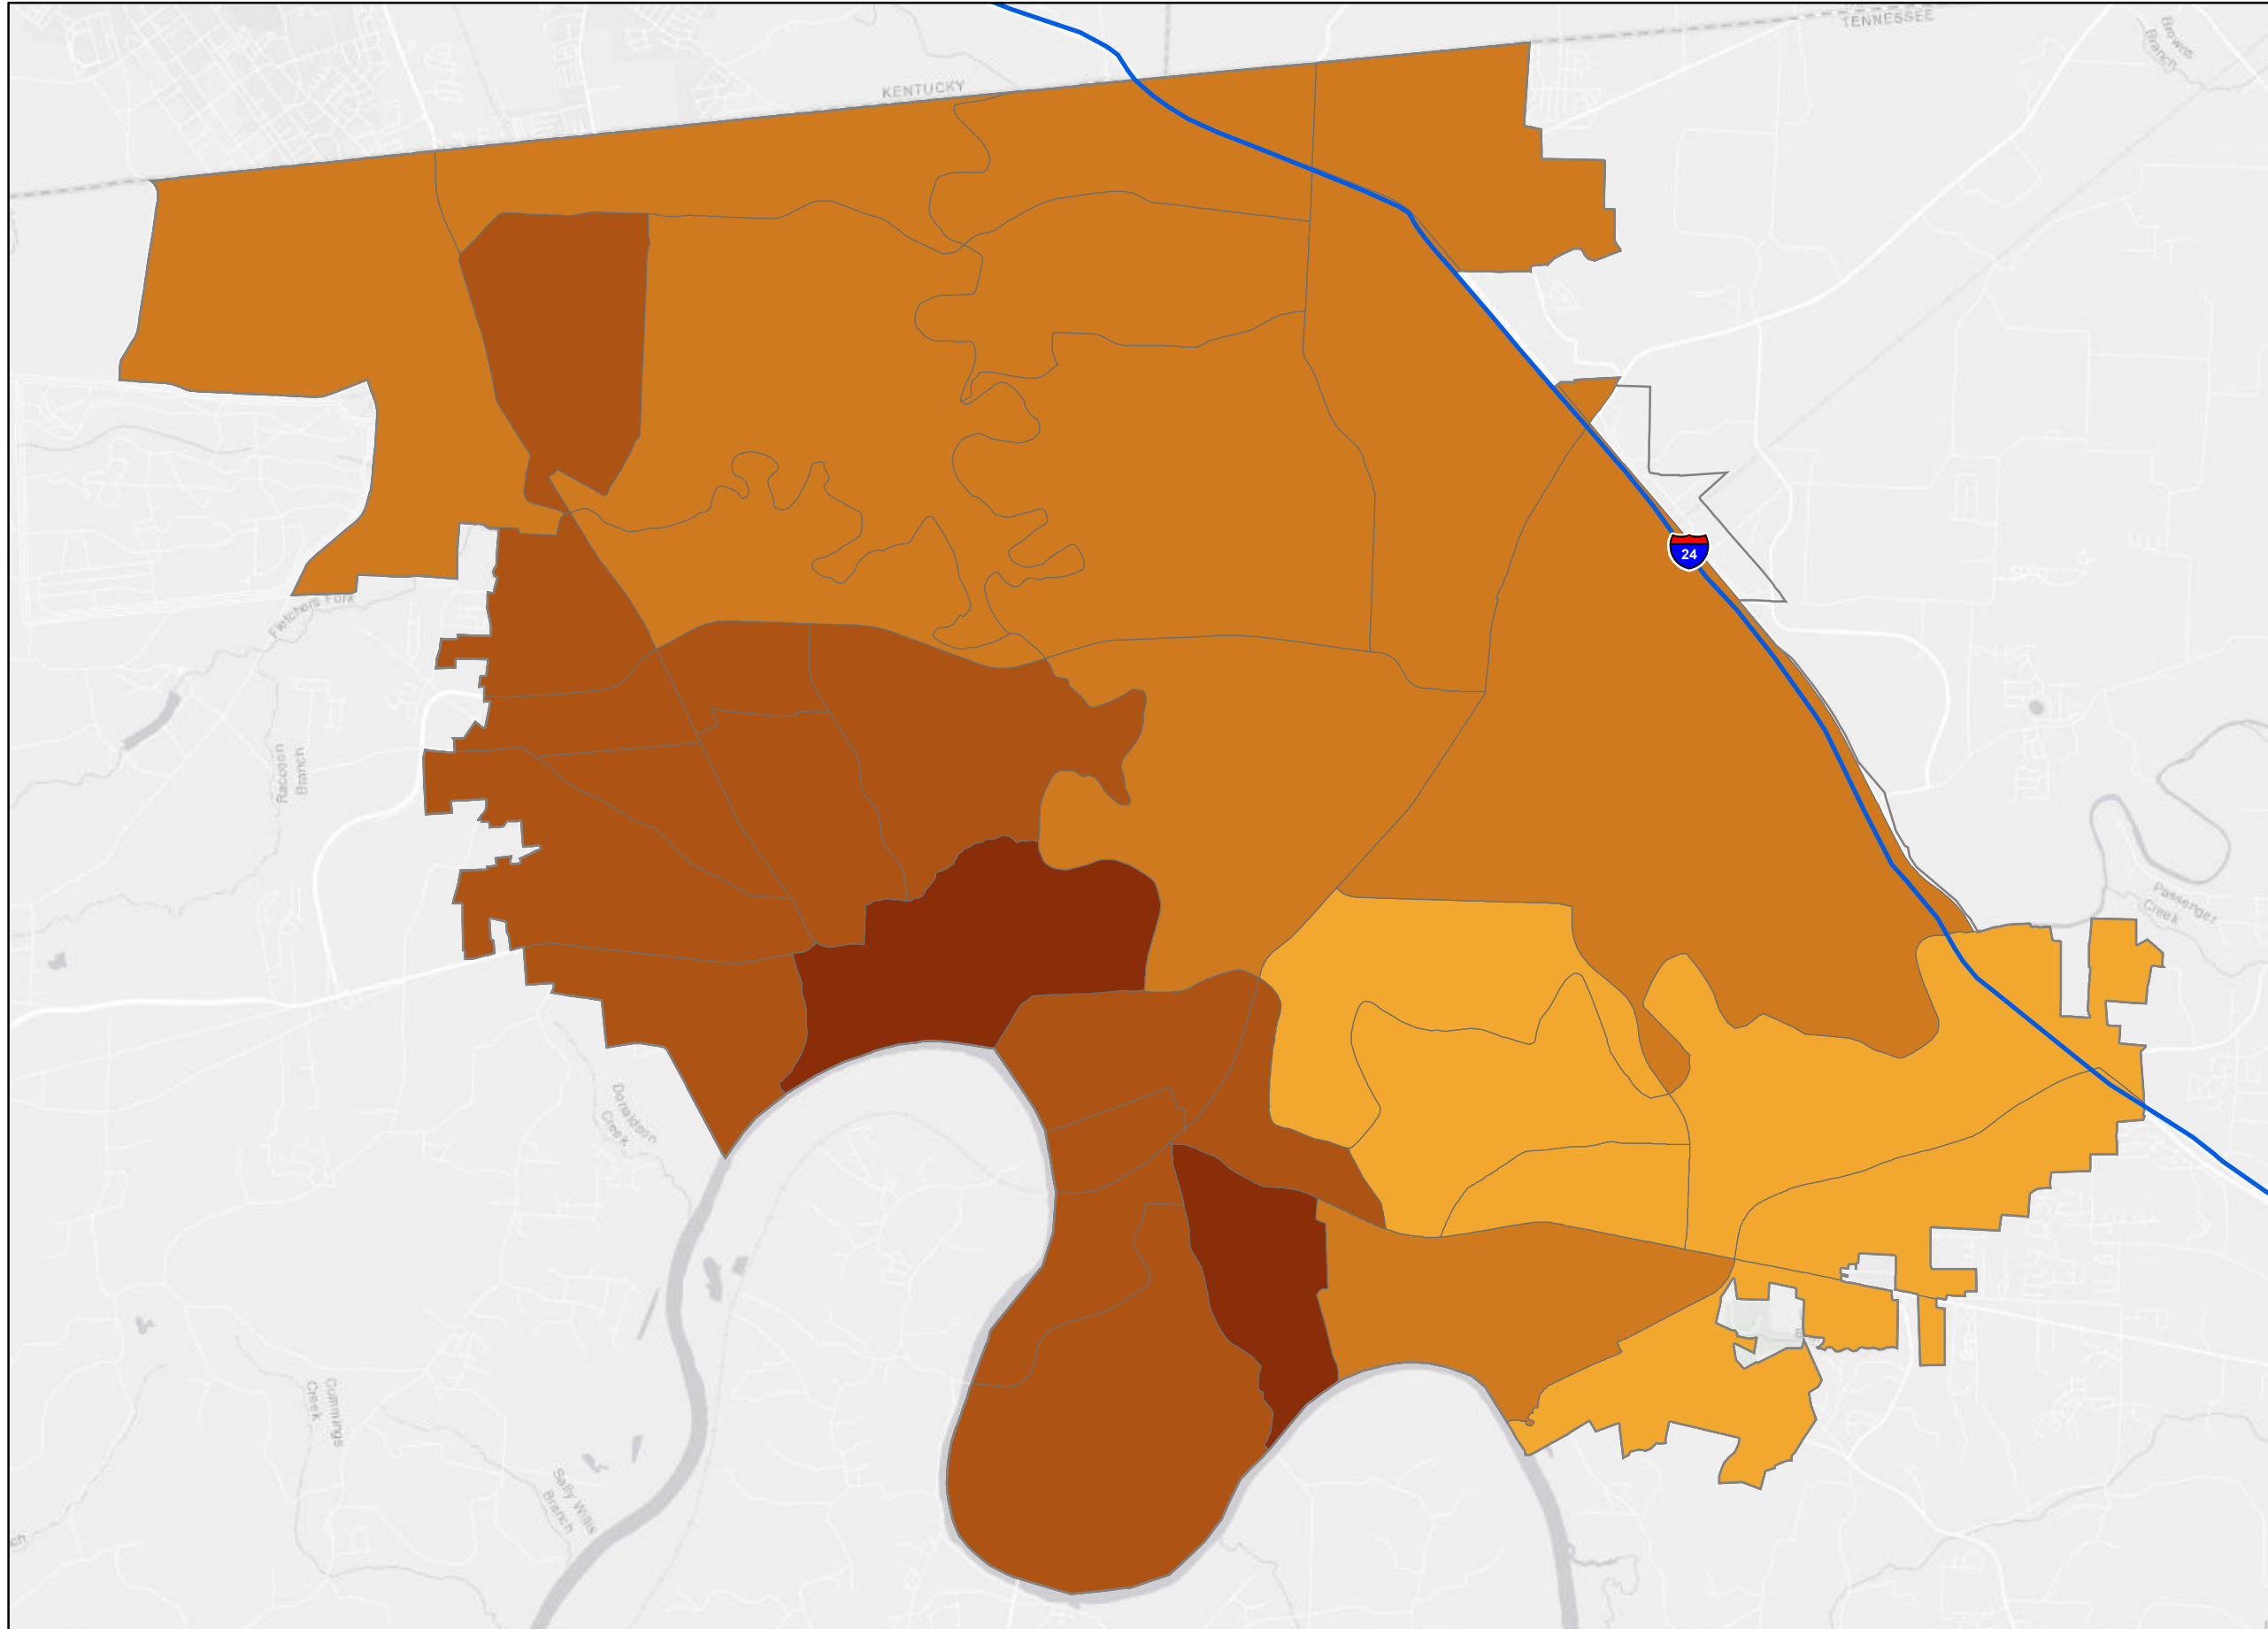 TENNESSEE
KENTUCKY
Browns
Branch
24
Fletchers Fork
Raccoon
Branch
Passenger
Creek
Donaldson
Creek
Cummings
Creek
Sally Willis
Branch